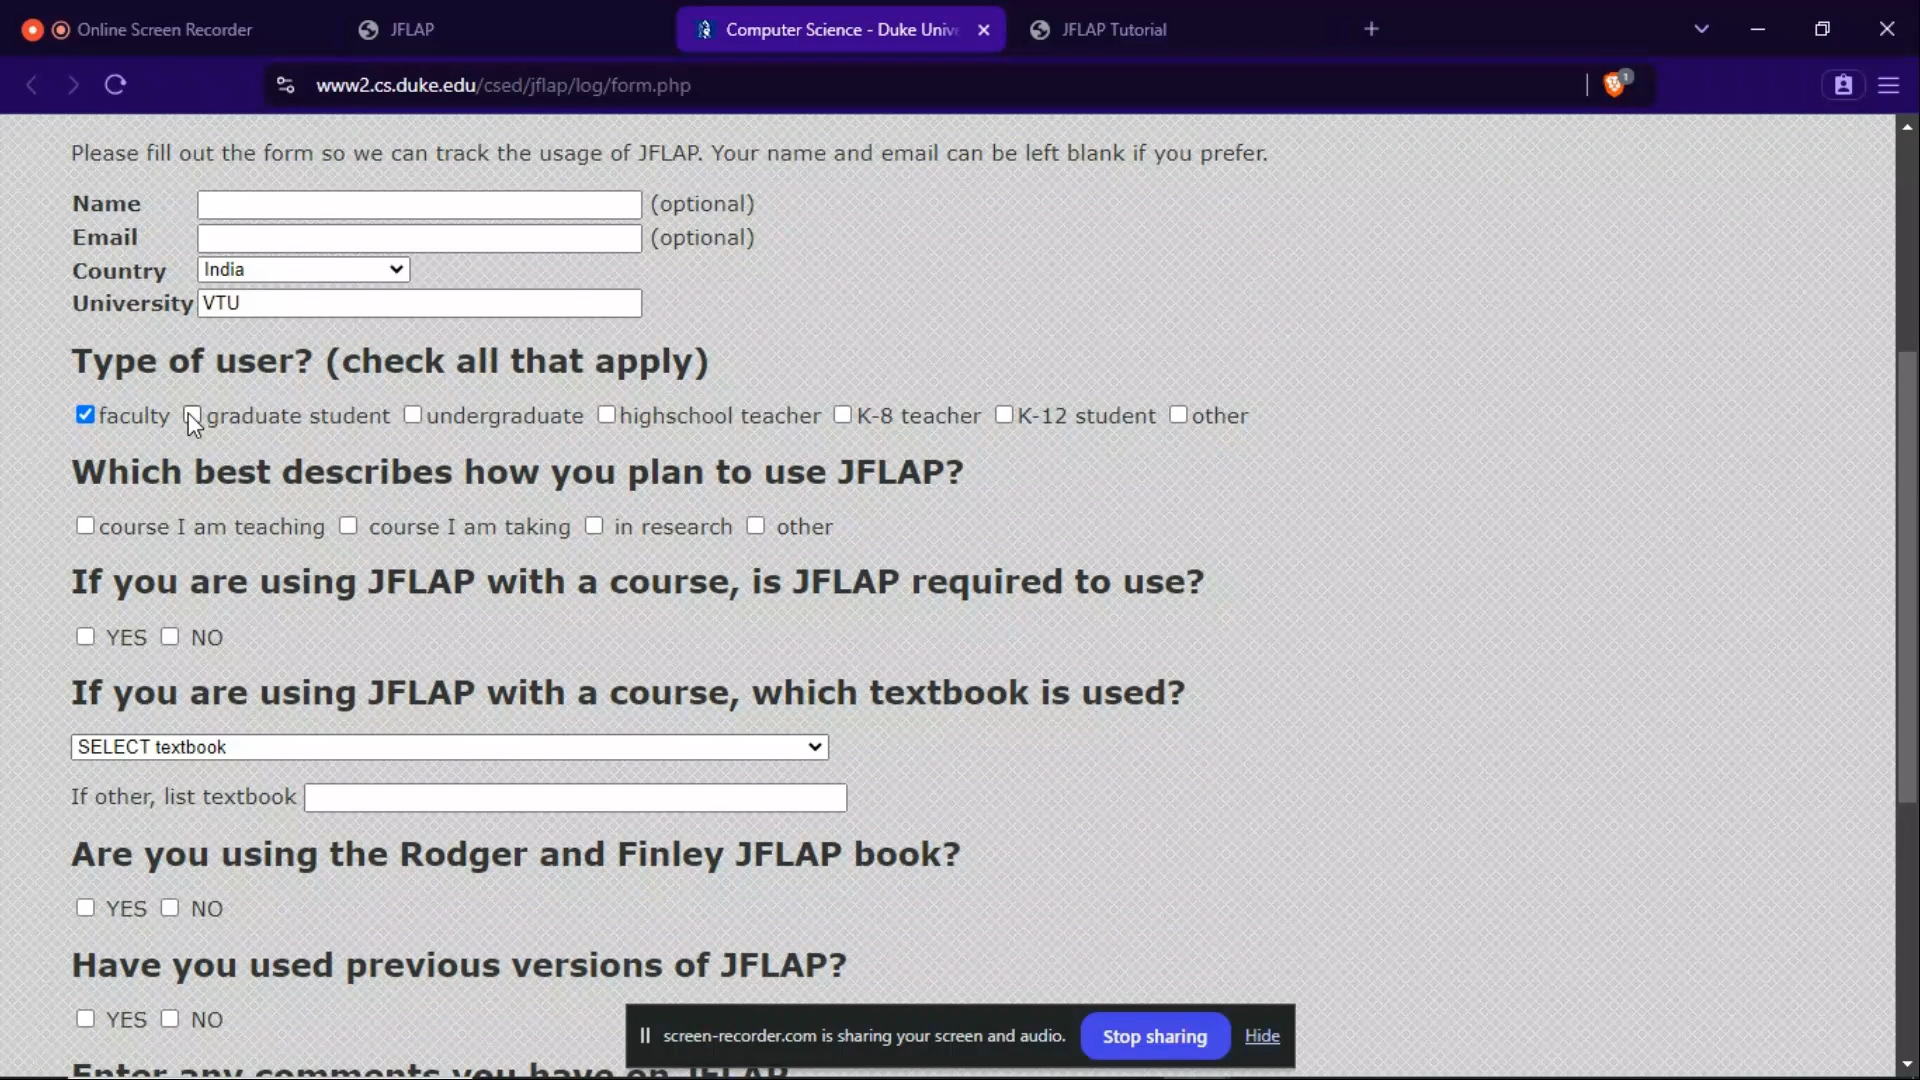 Online Screen Recorder
JFLAP
Computer Science - Duke Unive
JFLAP Tutorial
www2.cs.duke.edu/csed/jflap/log/form.php
1
Please fill out the form so we can track the usage of JFLAP. Your name and email can be left blank if you prefer.
Name (optional)
Email (optional)
Country India
University VTU
Type of user? (check all that apply)
faculty graduate student undergraduate highschool teacher K-8 teacher K-12 student other
Which best describes how you plan to use JFLAP?
course I am teaching course I am taking in research other
If you are using JFLAP with a course, is JFLAP required to use?
YES NO
If you are using JFLAP with a course, which textbook is used?
SELECT textbook
If other, list textbook
Are you using the Rodger and Finley JFLAP book?
YES NO
Have you used previous versions of JFLAP?
YES NO
screen-recorder.com is sharing your screen and audio. Stop sharing Hide
Enter any comments you have on JFLAP